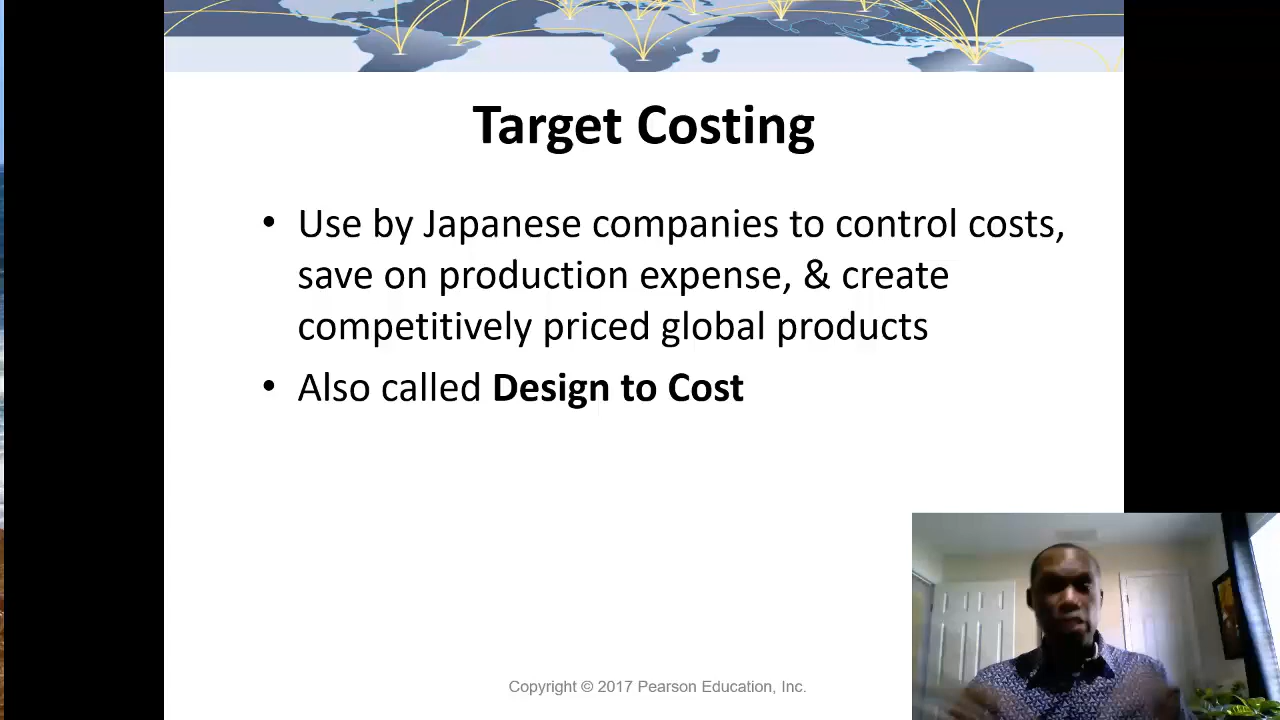 Target Costing
• Use by Japanese companies to control costs,
save on production expense, & create
competitively priced global products
• Also called Design to Cost
Copyright © 2017 Pearson Education, Inc.